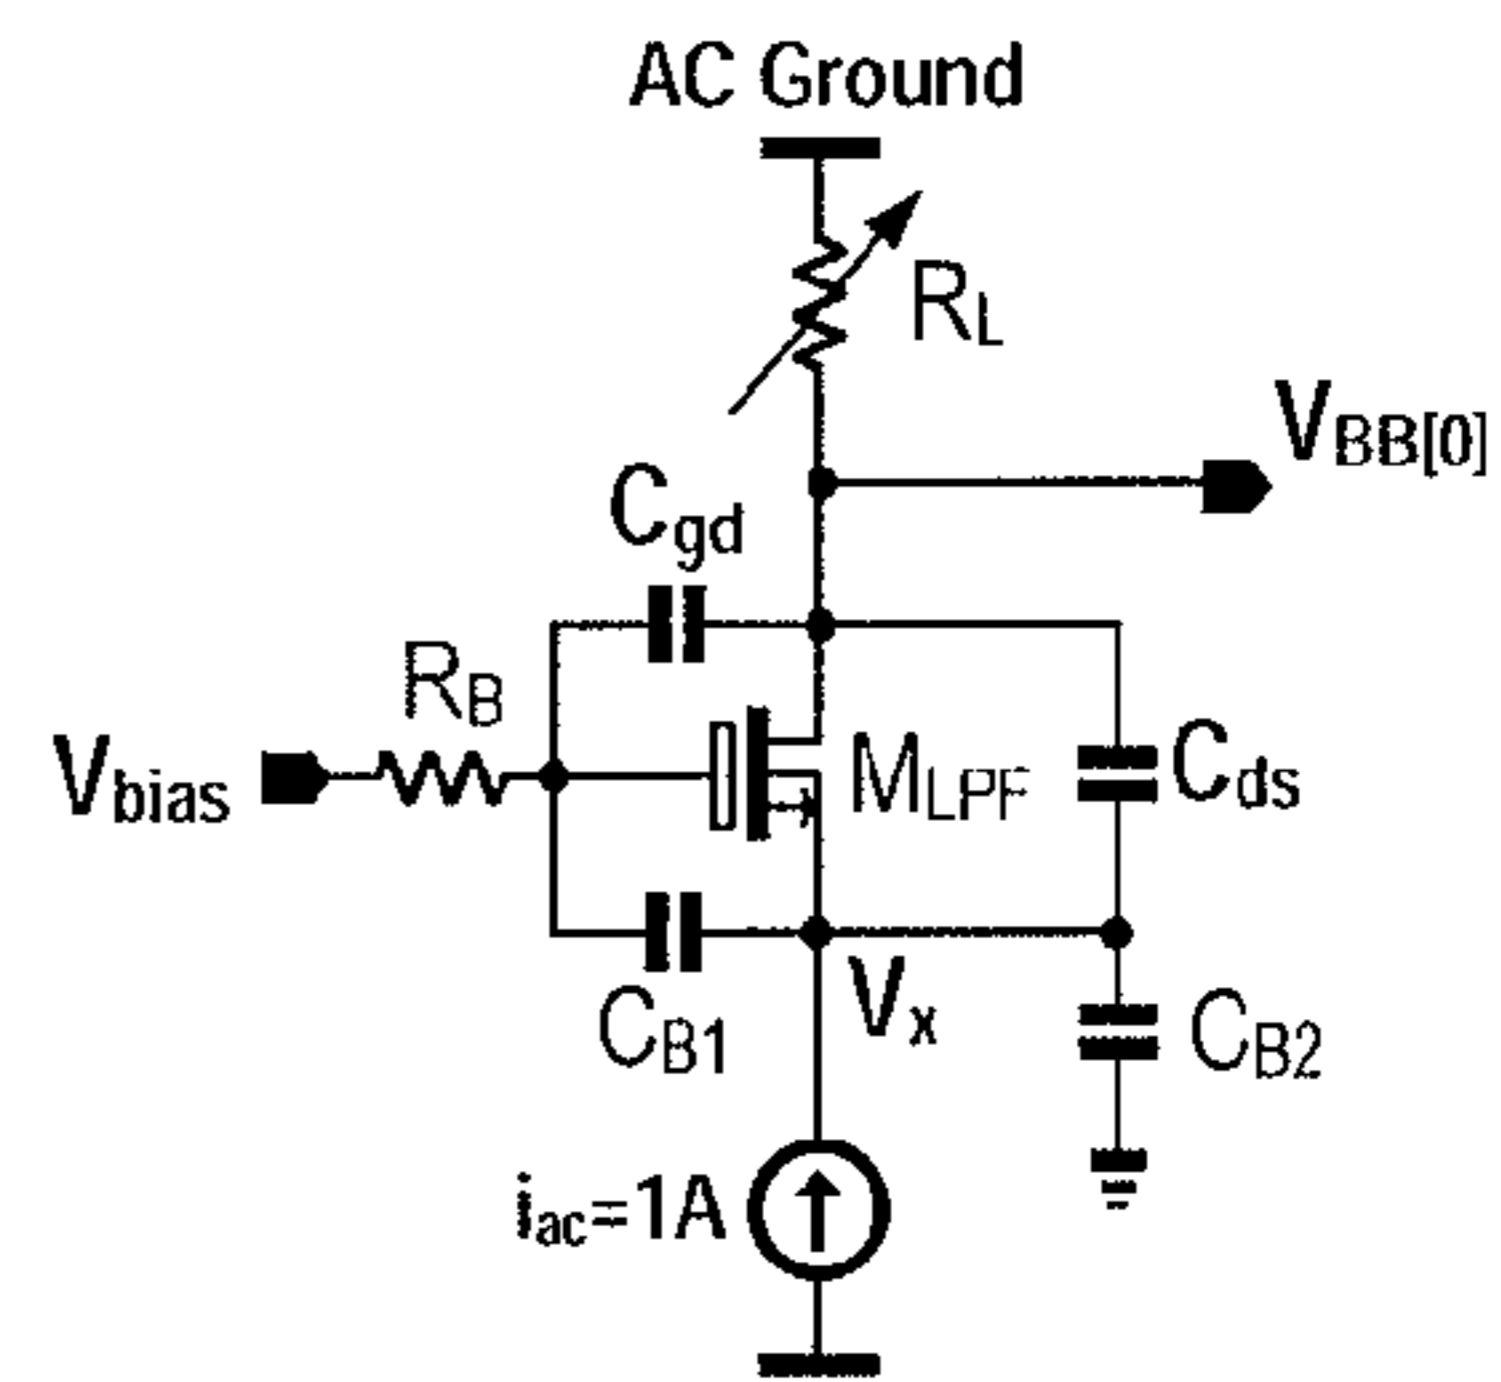 AC Ground
RL
VBB[0]
Cgd
RB
Vbias
MLPF
Cds
CB1
Vx
CB2
iac=1A